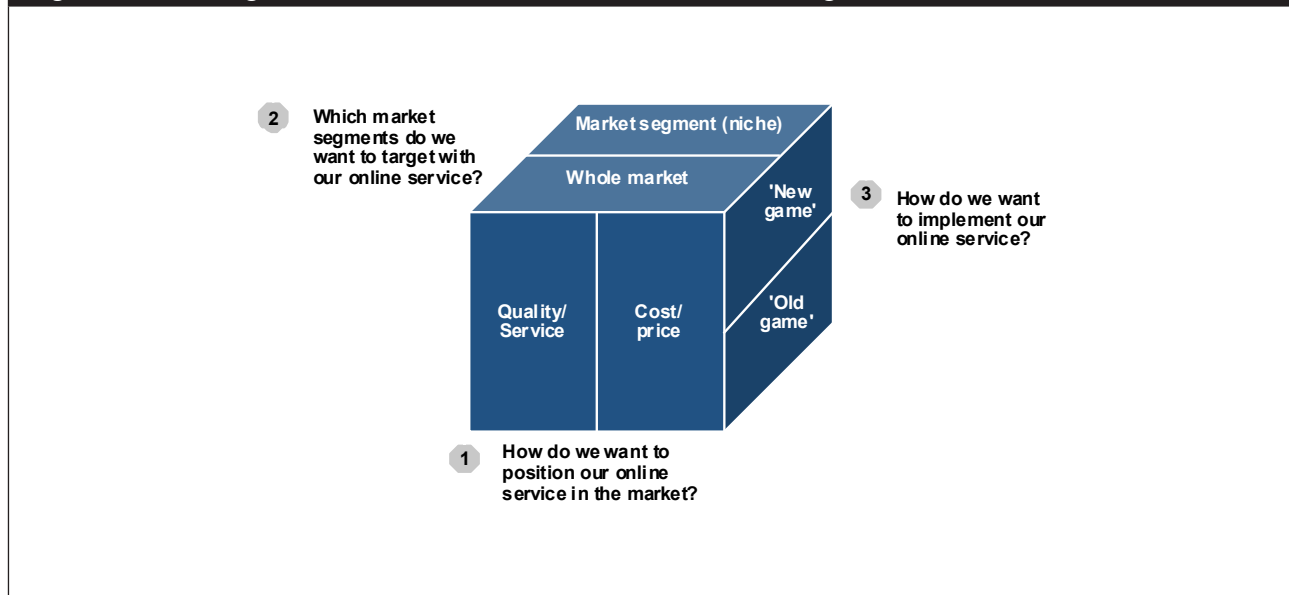 2
Which market
segments do we
want to target with
our online service?
Market segment (niche)
Whole market
'New
game'
3
How do we want
to implement our
online service?
Quality/
Service
Cost/
price
'Old
game'
1
How do we want to
position our online
service in the market?